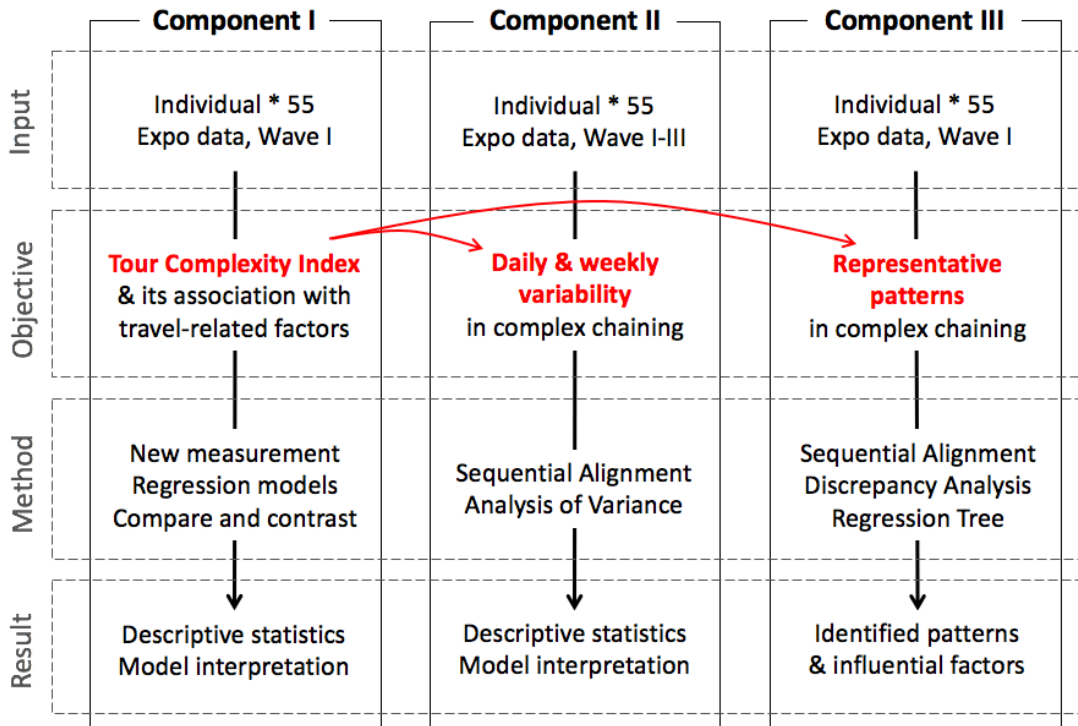 Component I
Component II
Component III
Input
Individual * 55
Expo data, Wave I
Individual * 55
Expo data, Wave I-III
Individual * 55
Expo data, Wave I
Objective
Tour Complexity Index
& its association with
travel-related factors
Daily & weekly
variability
in complex chaining
Representative
patterns
in complex chaining
Method
New measurement
Regression models
Compare and contrast
Sequential Alignment
Analysis of Variance
Sequential Alignment
Discrepancy Analysis
Regression Tree
Result
Descriptive statistics
Model interpretation
Descriptive statistics
Model interpretation
Identified patterns
& influential factors